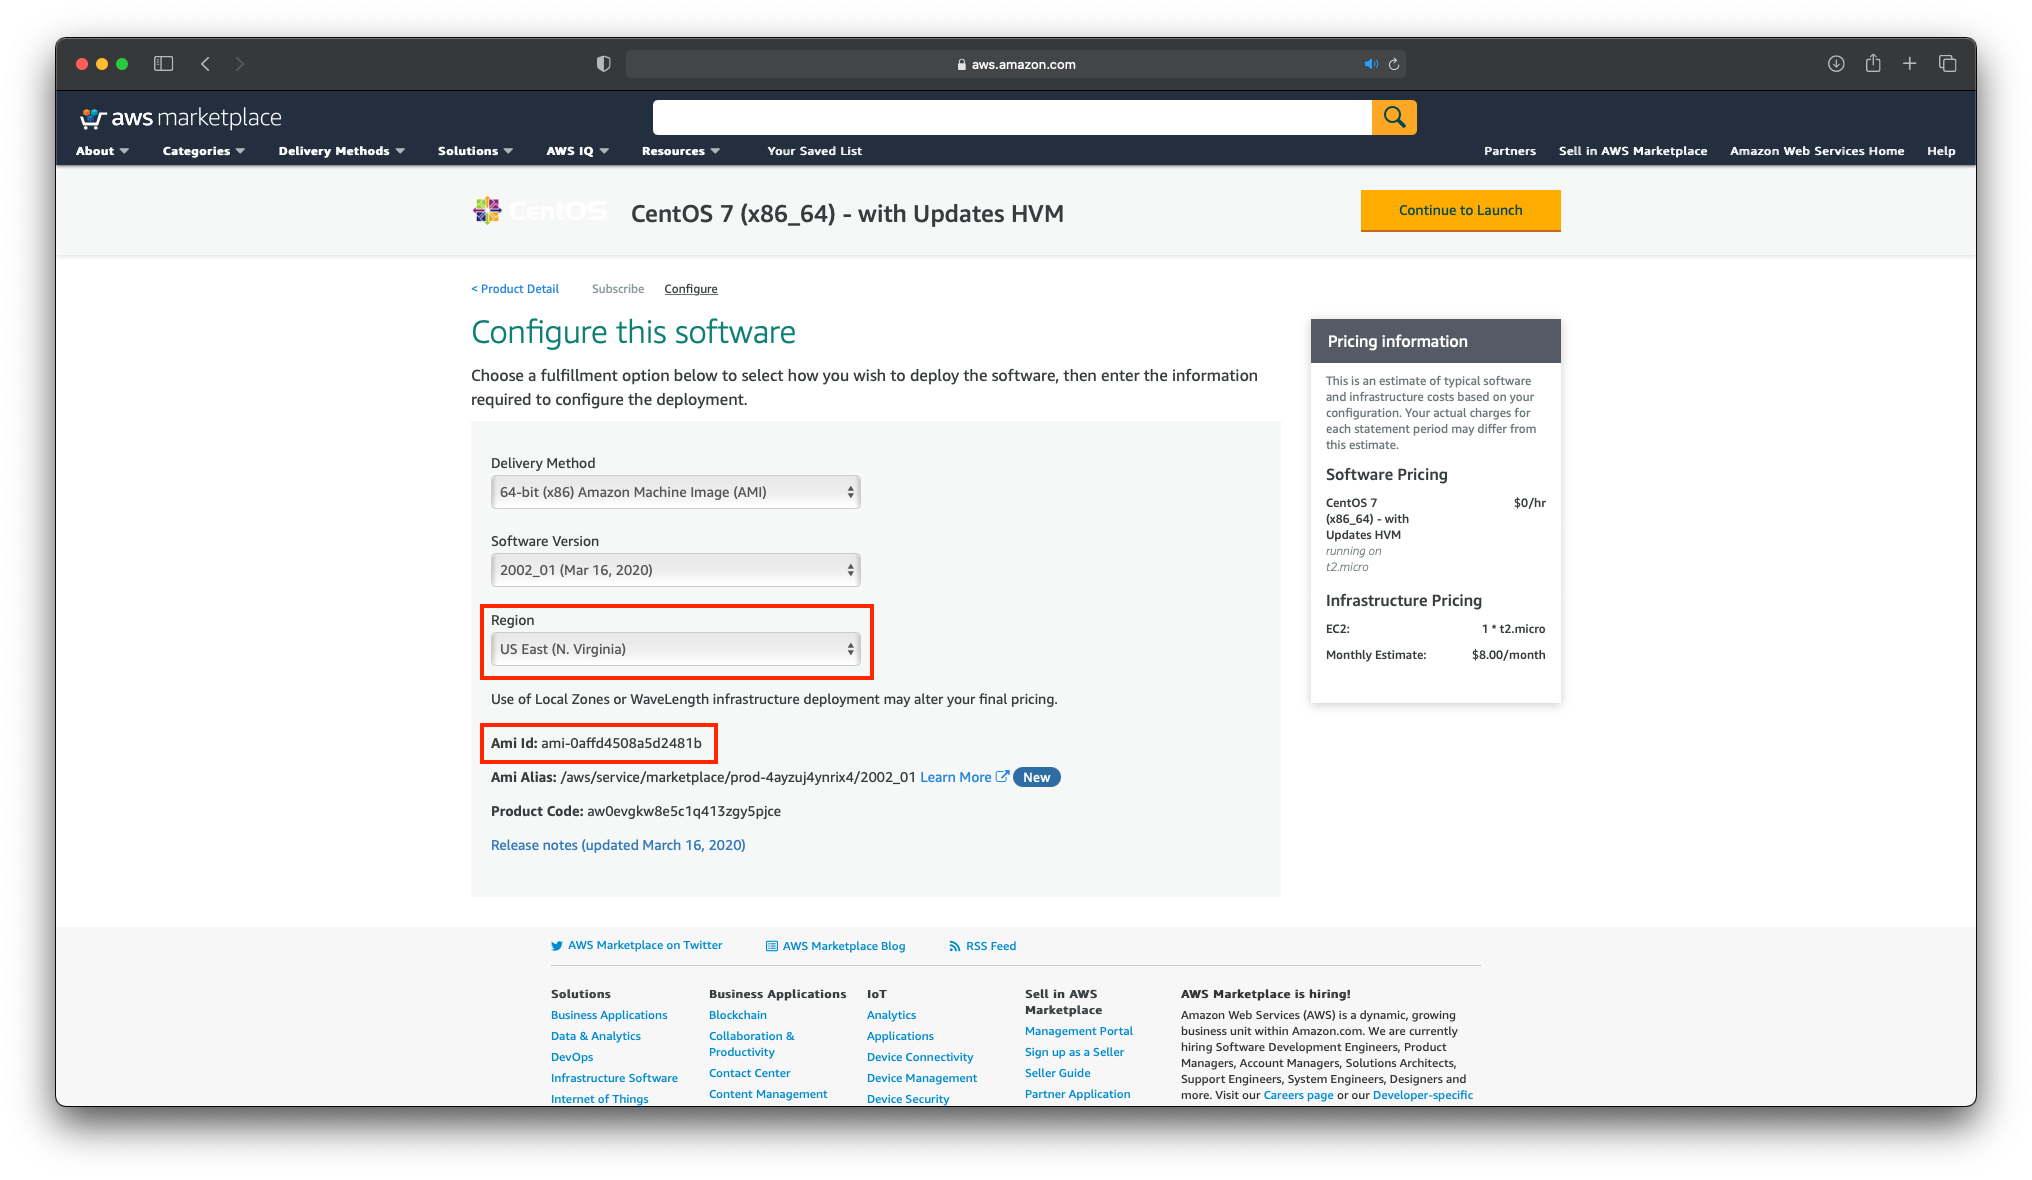 aws.amazon.com
aws marketplace
About
Categories
Delivery Methods
Solutions
AWS IQ
Resources
Your Saved List
Partners
Sell in AWS Marketplace
Amazon Web Services Home
Help
CentOS
CentOS 7 (x86_64) - with Updates HVM
Continue to Launch
< Product Detail
Subscribe
Configure
Configure this software
Choose a fulfillment option below to select how you wish to deploy the software, then enter the information
required to configure the deployment.
Delivery Method
64-bit (x86) Amazon Machine Image (AMI)
Software Version
2002_01 (Mar 16, 2020)
Region
US East (N. Virginia)
Use of Local Zones or WaveLength infrastructure deployment may alter your final pricing.
Ami Id: ami-0affd4508a5d2481b
Ami Alias: /aws/service/marketplace/prod-4ayzuj4ynrix4/2002_01 Learn More New
Product Code: aw0evgkw8e5c1q413zgy5pjce
Release notes (updated March 16, 2020)
Pricing information
This is an estimate of typical software
and infrastructure costs based on your
configuration. Your actual charges for
each statement period may differ from
this estimate.
Software Pricing
CentOS 7 $0/hr
(x86_64) - with
Updates HVM
running on
t2.micro
Infrastructure Pricing
EC2: 1 * t2.micro
Monthly Estimate: $8.00/month
AWS Marketplace on Twitter
AWS Marketplace Blog
RSS Feed
Solutions
Business Applications
Data & Analytics
DevOps
Infrastructure Software
Internet of Things
Business Applications
Blockchain
Collaboration &
Productivity
Contact Center
Content Management
IoT
Analytics
Applications
Device Connectivity
Device Management
Device Security
Sell in AWS
Marketplace
Management Portal
Sign up as a Seller
Seller Guide
Partner Application
AWS Marketplace is hiring!
Amazon Web Services (AWS) is a dynamic, growing
business unit within Amazon.com. We are currently
hiring Software Development Engineers, Product
Managers, Account Managers, Solutions Architects,
Support Engineers, System Engineers, Designers and
more. Visit our Careers page or our Developer-specific